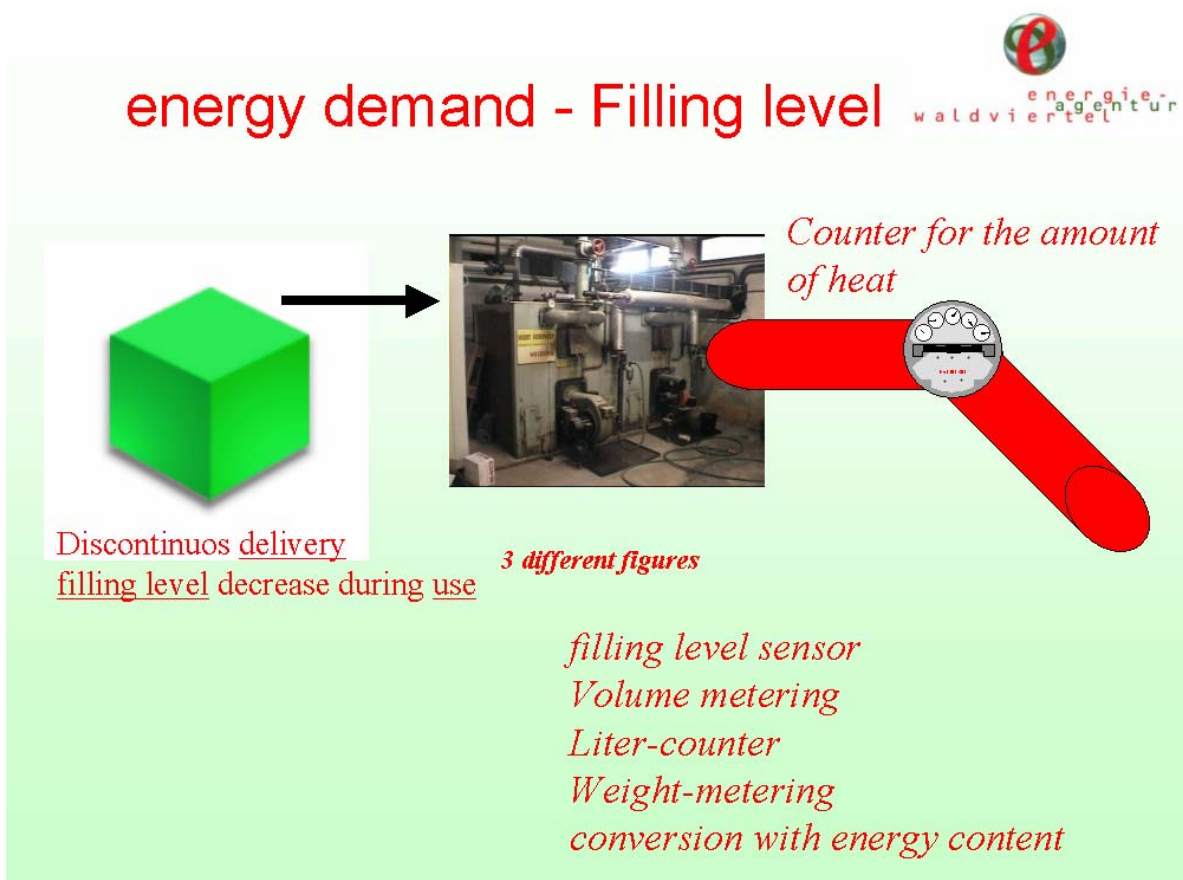 energy demand - Filling level
energie-
agentur
waldviertel
Counter for the amount
of heat
Discontinuos delivery
filling level decrease during use
3 different figures
filling level sensor
Volume metering
Liter-counter
Weight-metering
conversion with energy content